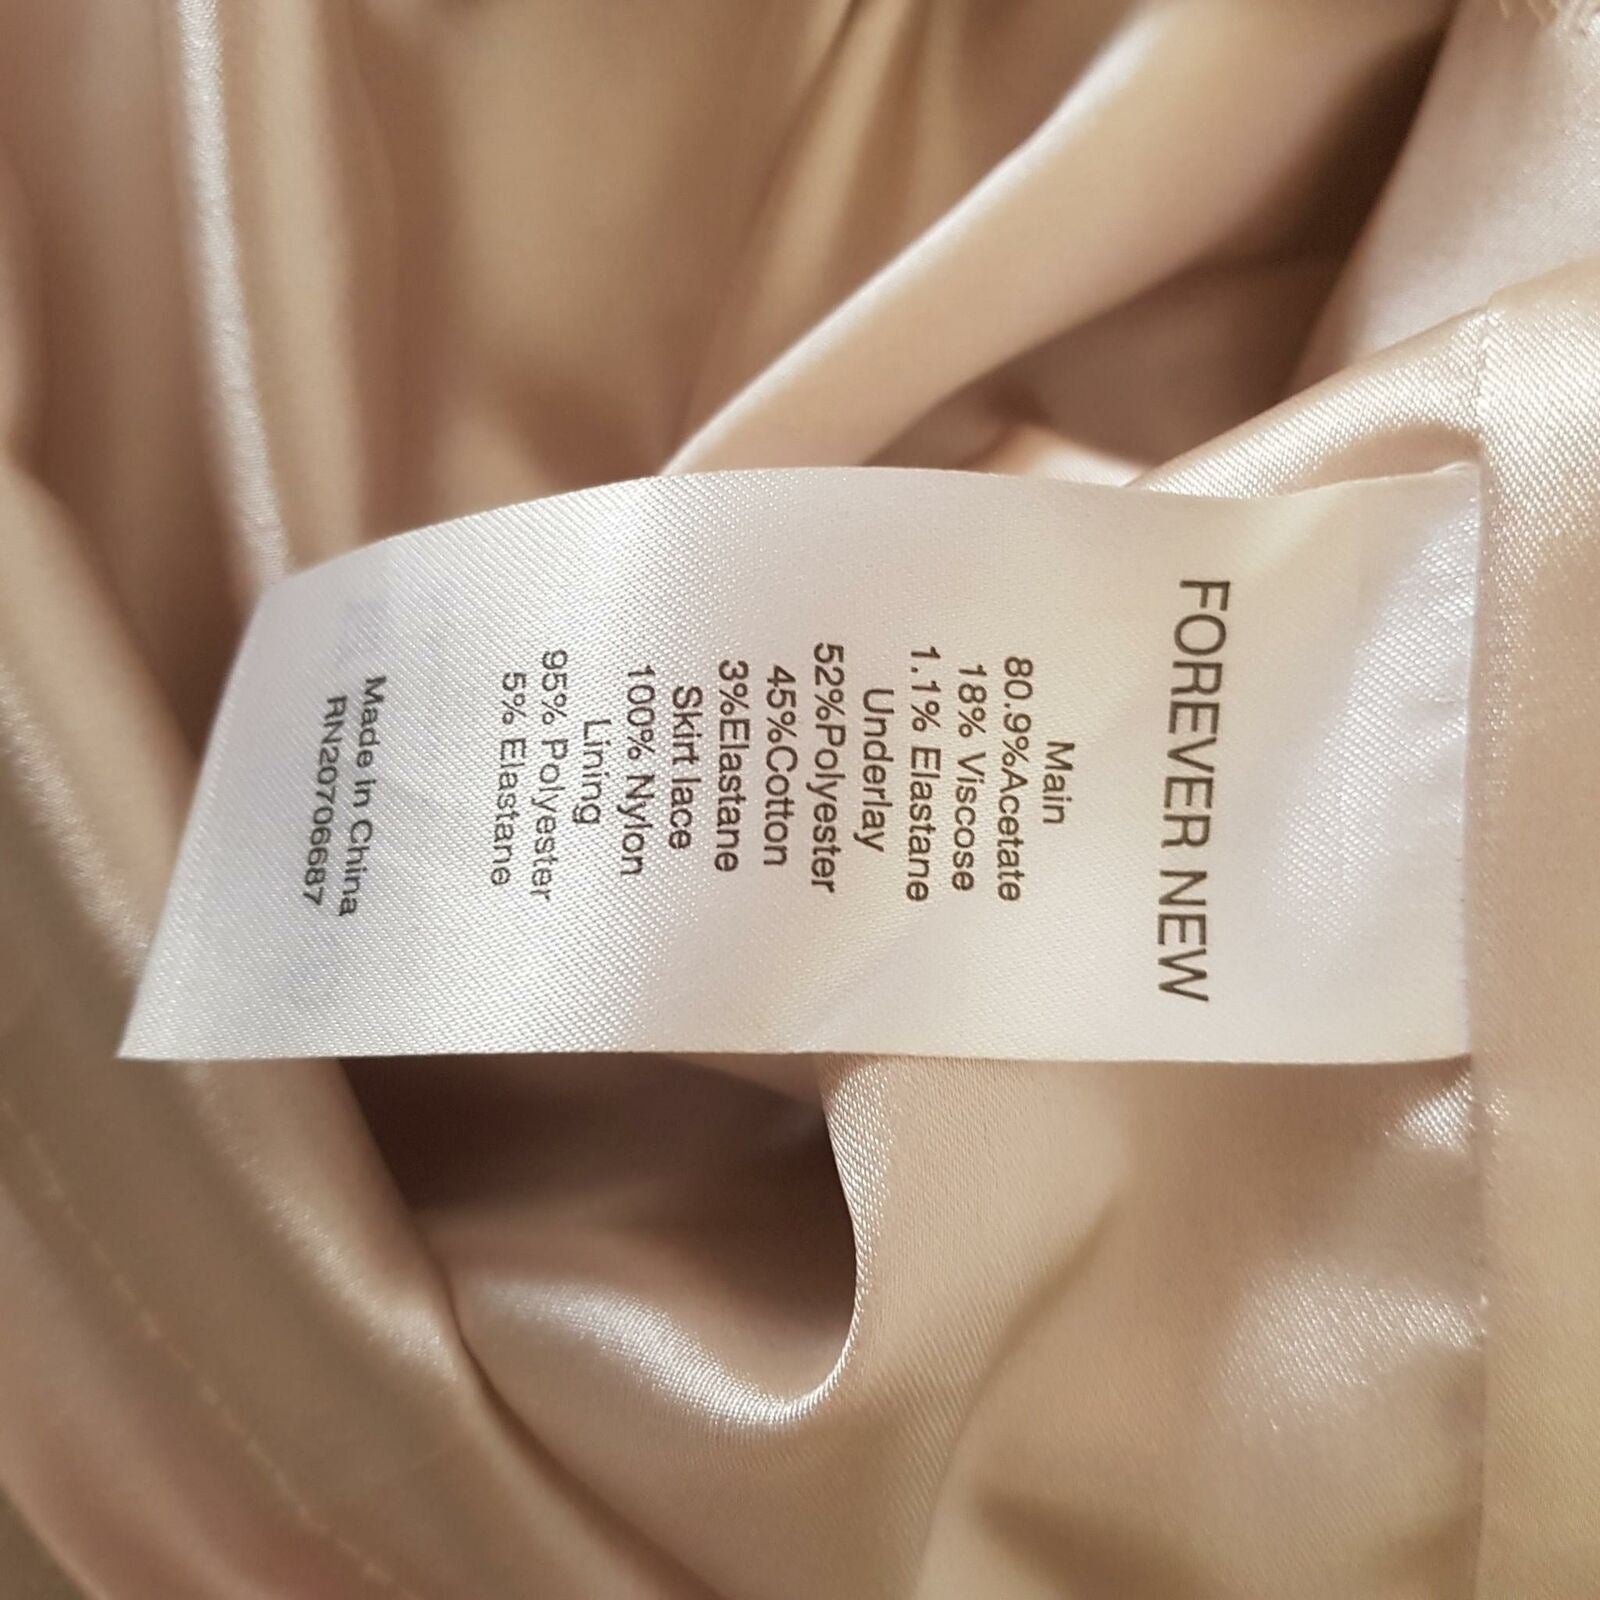 FOREVER NEW
Main
80.9%Acetate
18% Viscose
1.1% Elastane
Underlay
52%Polyester
45%Cotton
3%Elastane
Skirt lace
100% Nylon
Lining
95% Polyester
5% Elastane
Made in China
RN20706687